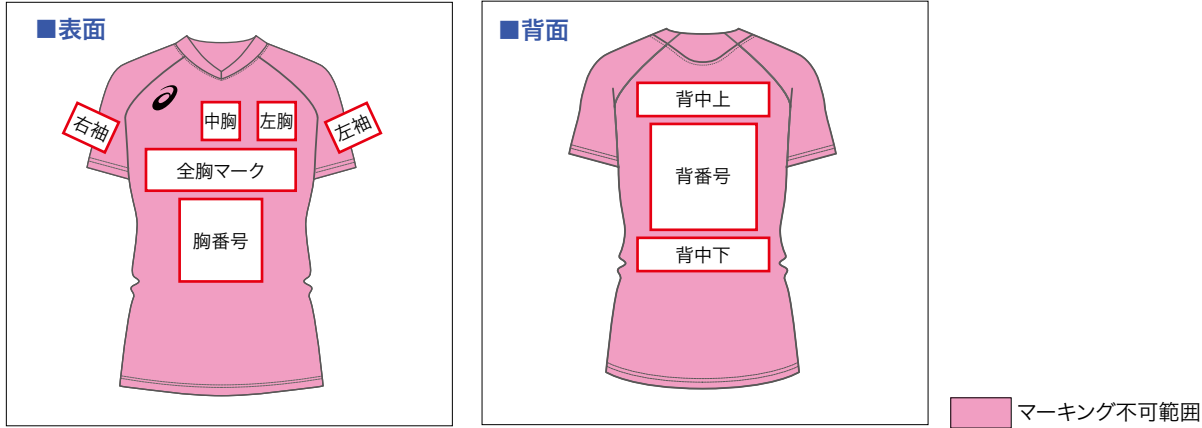 ■表面
中胸
左胸
右袖
左袖
全胸マーク
胸番号
■背面
背中上
背番号
背中下
マーキング不可範囲